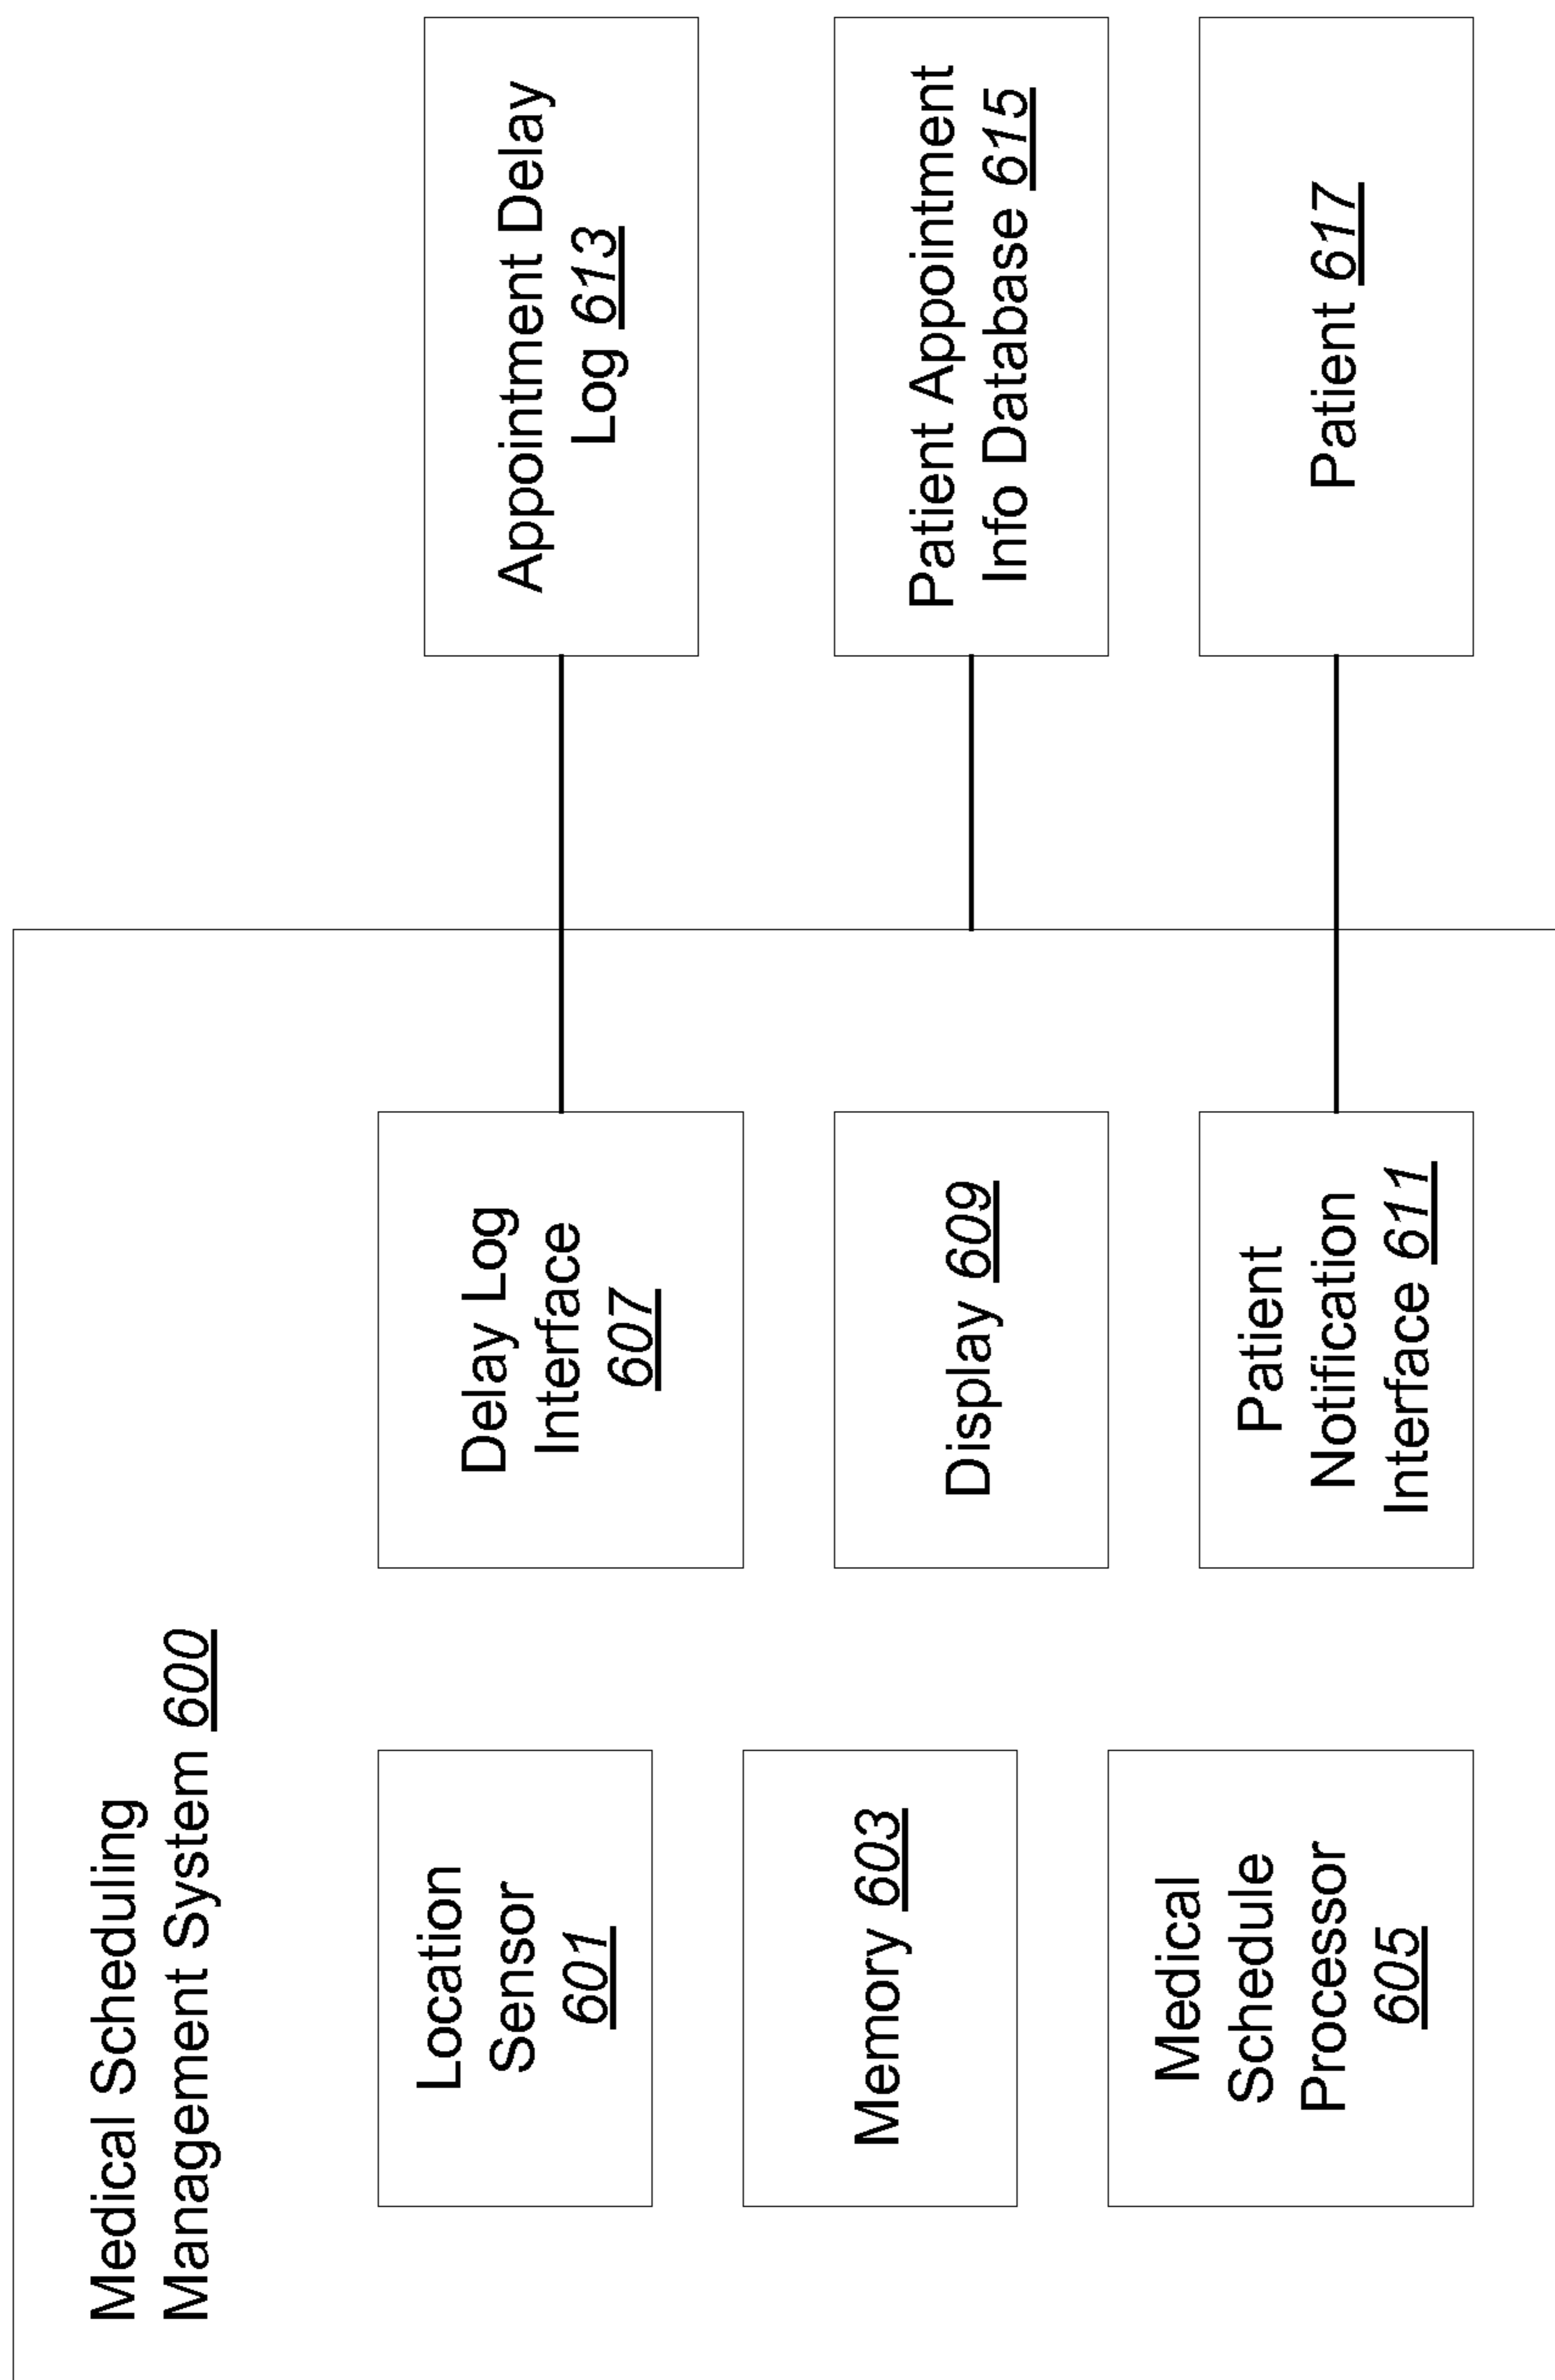 Medical Scheduling
Management System 600
Location
Sensor
601
Memory 603
Medical
Schedule
Processor
605
Delay Log
Interface
607
Display 609
Patient
Notification
Interface 611
Appointment Delay
Log 613
Patient Appointment
Info Database 615
Patient 617